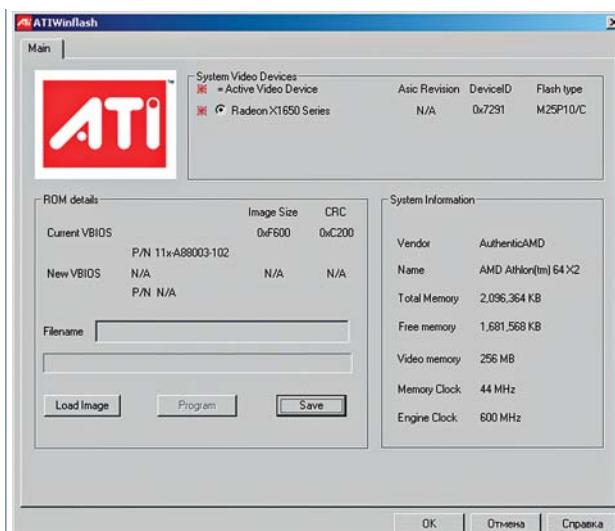 ATIWinflash
Main
ATI
System Video Devices
= Active Video Device Asic Revision DeviceID Flash type
Radeon X1650 Series N/A 0x7291 M25P10/C
ROM details
Image Size CRC
Current VBIOS 0xF600 0xC200
P/N 11x-A88003-102
New VBIOS N/A N/A N/A
P/N N/A
Filename
Load Image Program Save
System Information
Vendor AuthenticAMD
Name AMD Athlon(tm) 64 X2
Total Memory 2,096,364 KB
Free memory 1,681,568 KB
Video memory 256 MB
Memory Clock 44 MHz
Engine Clock 600 MHz
OK Отмена Справка